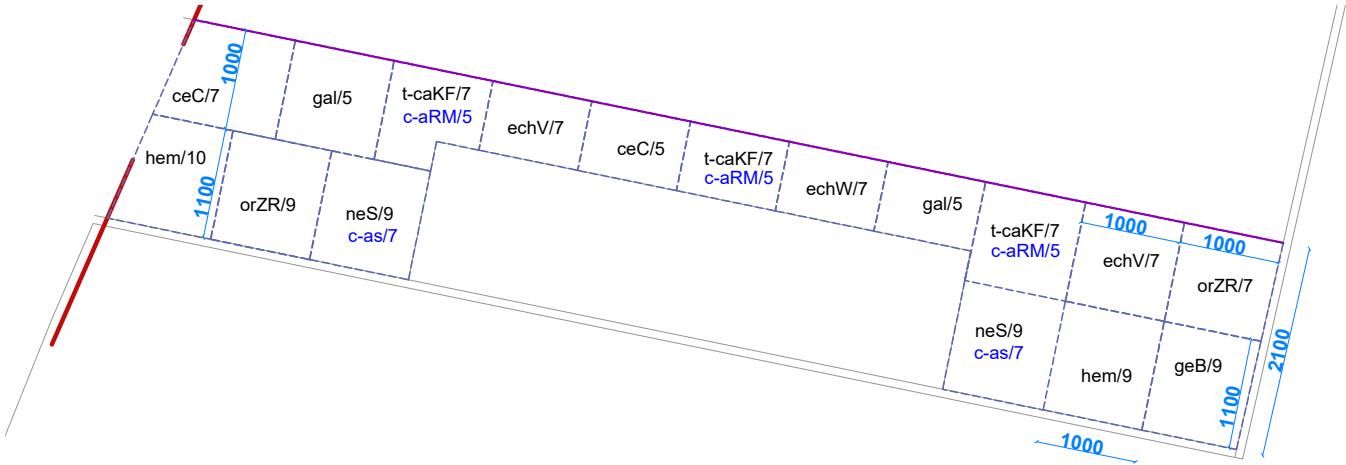 1000
ceC/7
gal/5
t-caKF/7
c-aRM/5
echV/7
ceC/5
t-caKF/7
c-aRM/5
echW/7
gal/5
t-caKF/7
c-aRM/5
1000
1000
echV/7
orZR/7
hem/10
1100
orZR/9
neS/9
c-as/7
neS/9
c-as/7
hem/9
geB/9
1100
2100
1000